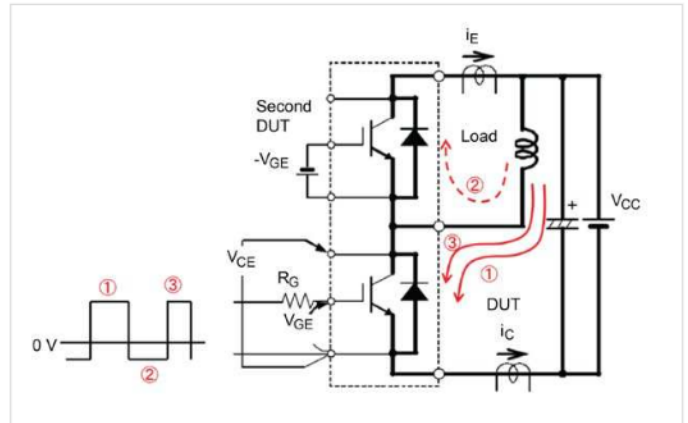 iE
Second
DUT
Load
-VGE
②
VCC
+
VCE
③
①
①
③
RG
VGE
DUT
0 V
②
iC